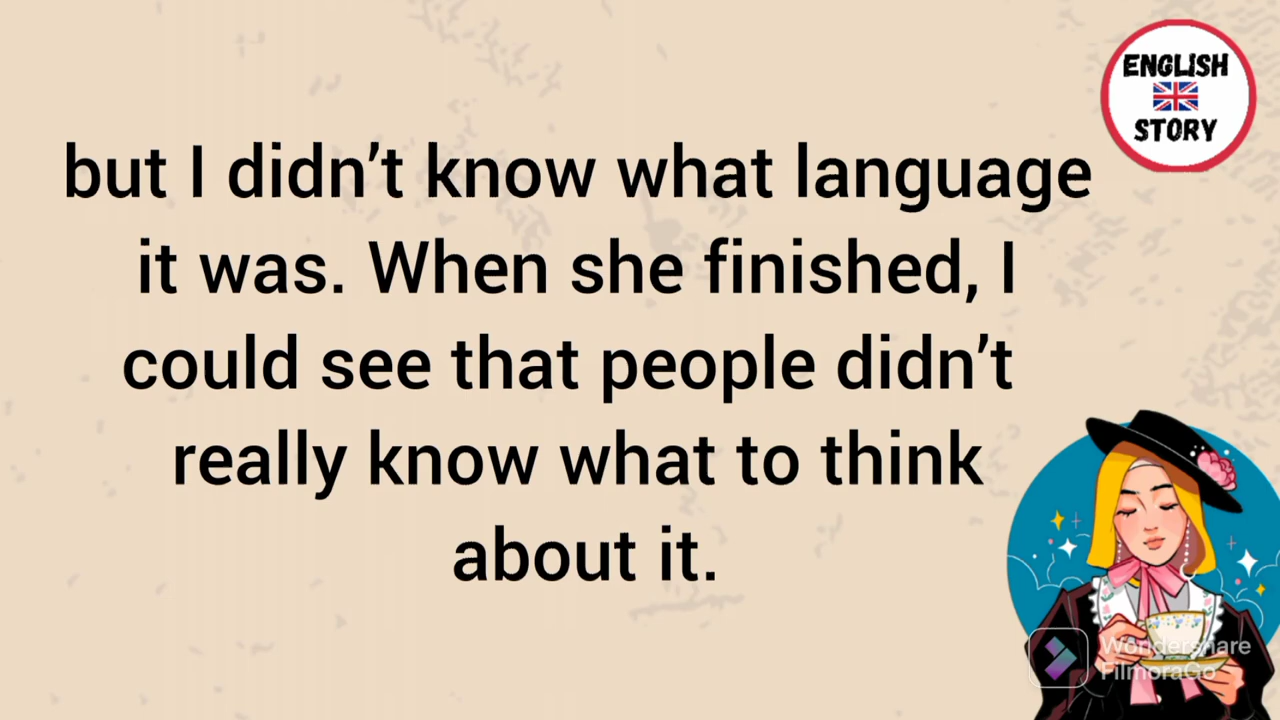 ENGLISH
STORY
but I didn’t know what language
it was. When she finished, I
could see that people didn’t
really know what to think
about it.
Wondershare
FilmoraGo